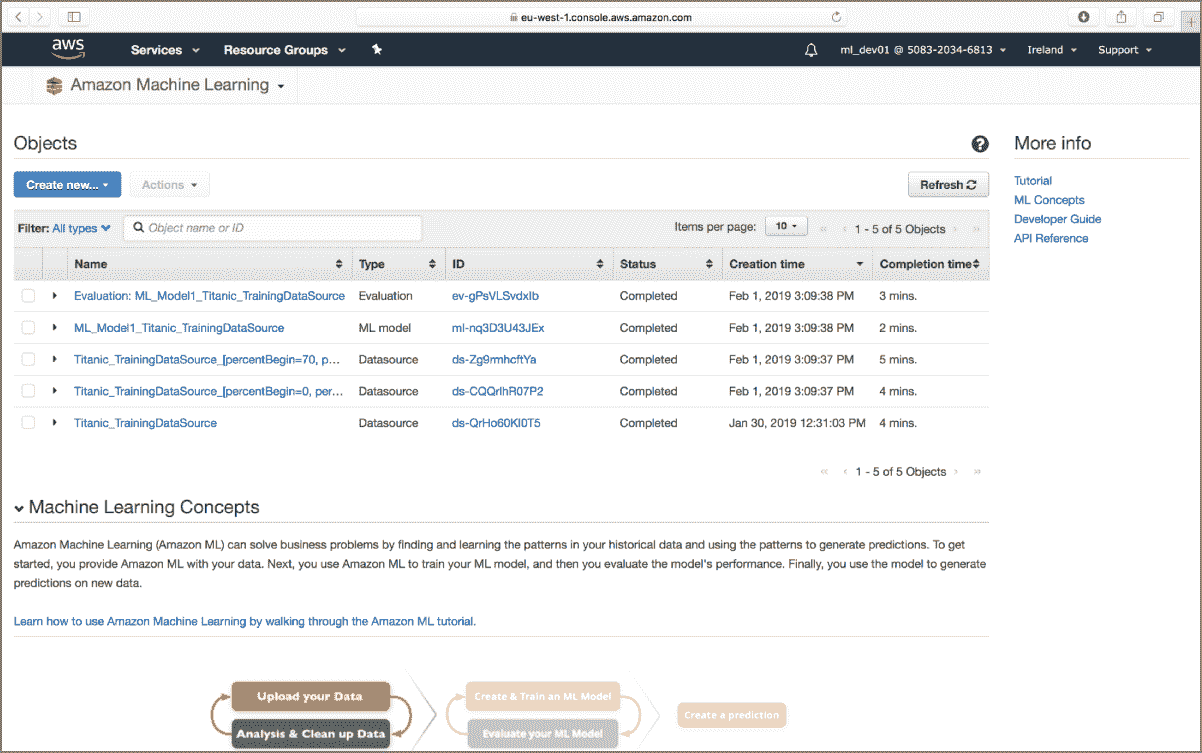 eu-west-1.console.aws.amazon.com
aws Services Resource Groups ml_dev01 @ 5083-2034-6813 Ireland Support
Amazon Machine Learning
Objects
More info
Create new... Actions Refresh
Tutorial
ML Concepts
Developer Guide
API Reference
Filter: All types Object name or ID Items per page: 10 « ‹ 1 - 5 of 5 Objects › »
Name Type ID Status Creation time Completion time
Evaluation: ML_Model1_Titanic_TrainingDataSource Evaluation ev-gPsVLSvdxIb Completed Feb 1, 2019 3:09:38 PM 3 mins.
ML_Model1_Titanic_TrainingDataSource ML model ml-nq3D3U43JEx Completed Feb 1, 2019 3:09:38 PM 2 mins.
Titanic_TrainingDataSource_[percentBegin=70, p... Datasource ds-Zg9rmhcftYa Completed Feb 1, 2019 3:09:37 PM 5 mins.
Titanic_TrainingDataSource_[percentBegin=0, per... Datasource ds-CQQrlhR07P2 Completed Feb 1, 2019 3:09:37 PM 4 mins.
Titanic_TrainingDataSource Datasource ds-QrHo60KI0T5 Completed Jan 30, 2019 12:31:03 PM 4 mins.
« ‹ 1 - 5 of 5 Objects › »
Machine Learning Concepts
Amazon Machine Learning (Amazon ML) can solve business problems by finding and learning the patterns in your historical data and using the patterns to generate predictions. To get
started, you provide Amazon ML with your data. Next, you use Amazon ML to train your ML model, and then you evaluate the model's performance. Finally, you use the model to generate
predictions on new data.
Learn how to use Amazon Machine Learning by walking through the Amazon ML tutorial.
Upload your Data
Analysis & Clean up Data
Create & Train an ML Model
Evaluate your ML Model
Create a prediction